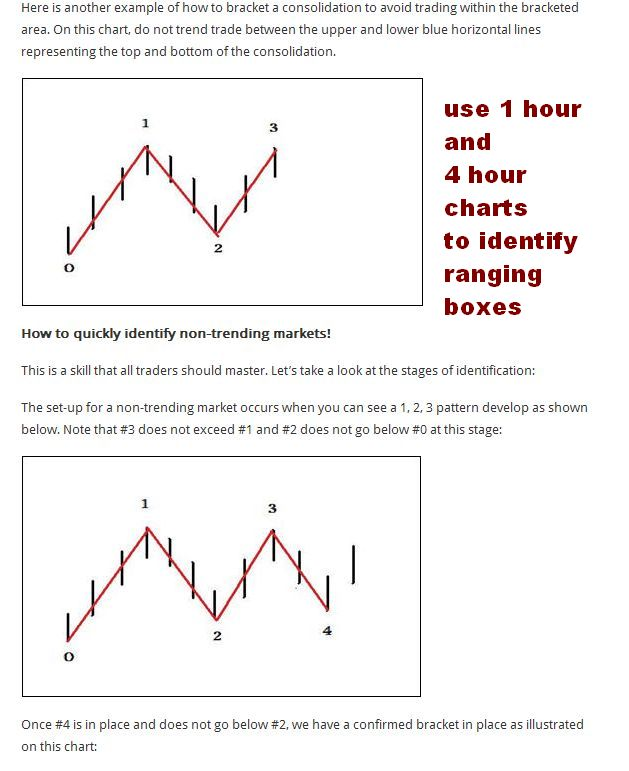 Here is another example of how to bracket a consolidation to avoid trading within the bracketed
area. On this chart, do not trend trade between the upper and lower blue horizontal lines
representing the top and bottom of the consolidation.
1
3
2
0
use 1 hour
and
4 hour
charts
to identify
ranging
boxes
How to quickly identify non-trending markets!
This is a skill that all traders should master. Let's take a look at the stages of identification:
The set-up for a non-trending market occurs when you can see a 1, 2, 3 pattern develop as shown
below. Note that #3 does not exceed #1 and #2 does not go below #0 at this stage:
1
3
2
4
0
Once #4 is in place and does not go below #2, we have a confirmed bracket in place as illustrated
on this chart: